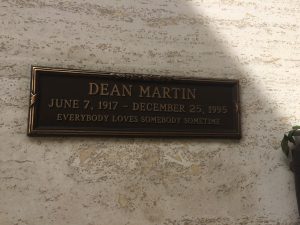 DEAN MARTIN
JUNE 7, 1917 – DECEMBER 25, 1995
EVERYBODY LOVES SOMEBODY SOMETIME